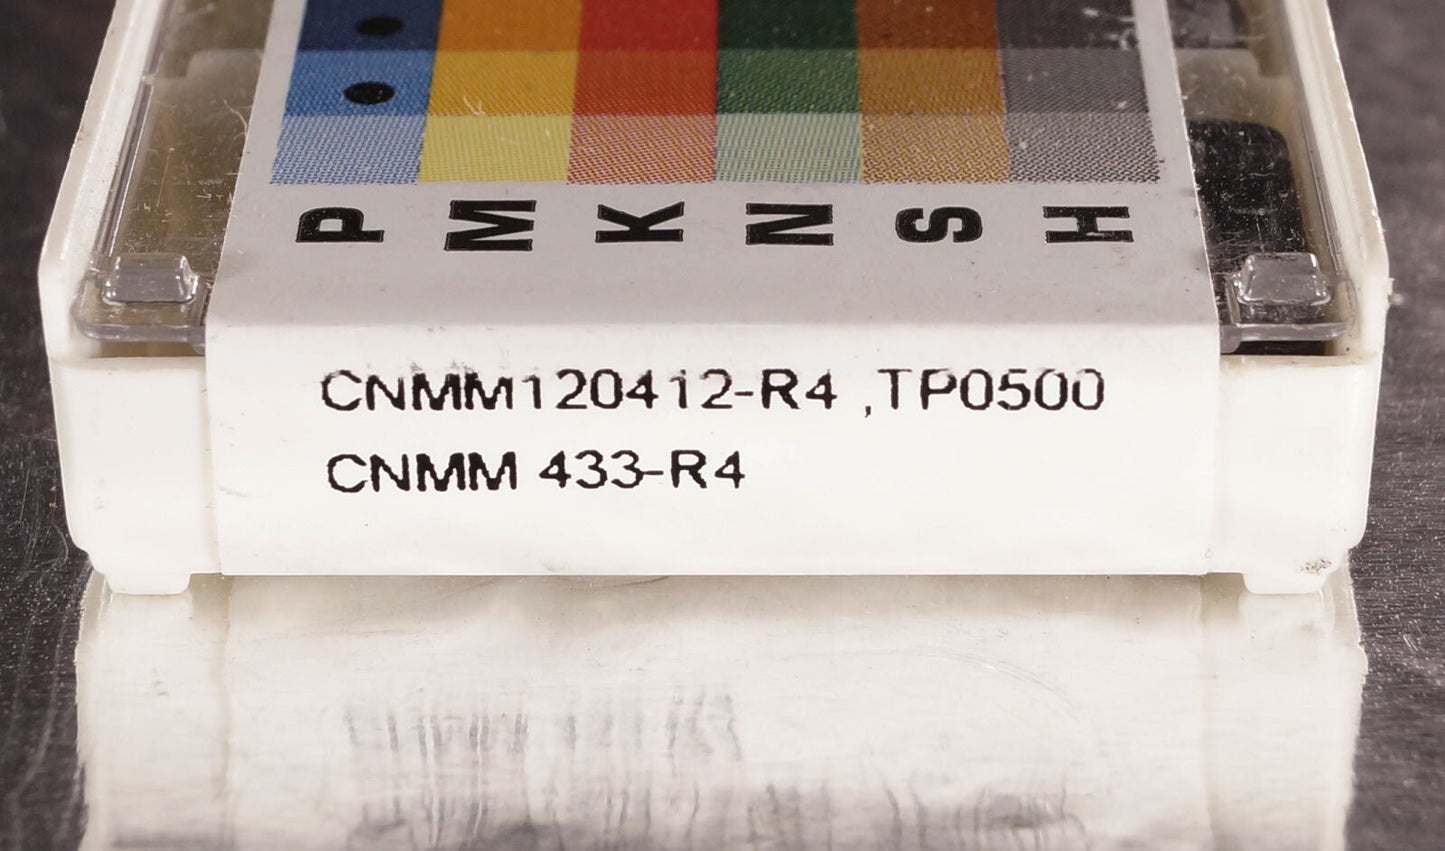 P M K N S H
CNMM120412-R4 ,TP0500
CNMM 433-R4